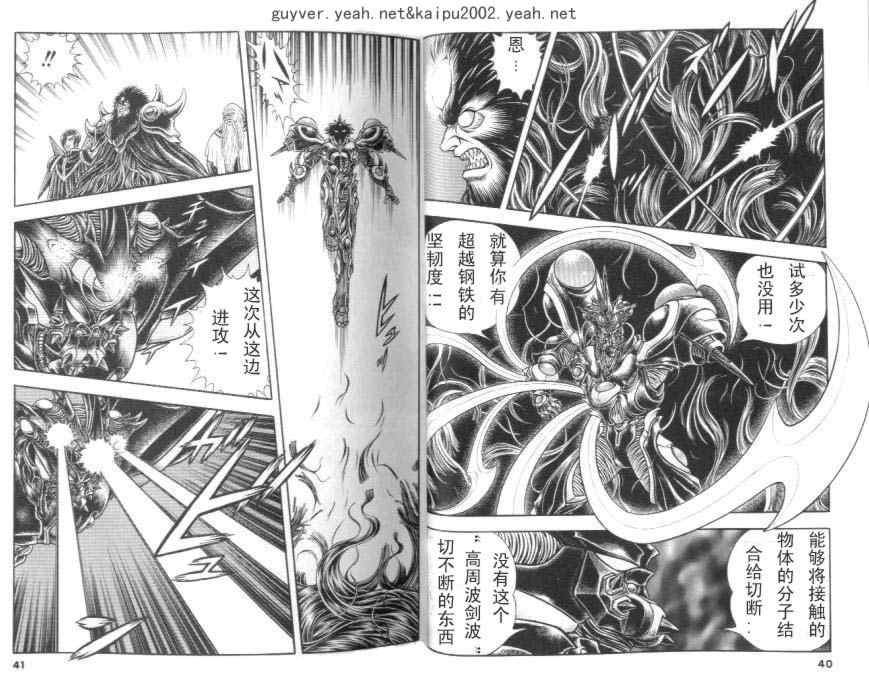 guyver.yeah.net&kaipu2002.yeah.net
恩…
试多少次
也没用!
就算你有
超越钢铁的
坚韧度!!
能够将接触的
物体的分子结
合给切断…
没有这个
"高周波剑波"
切不断的东西
40
!!
这次从这边
进攻!
41